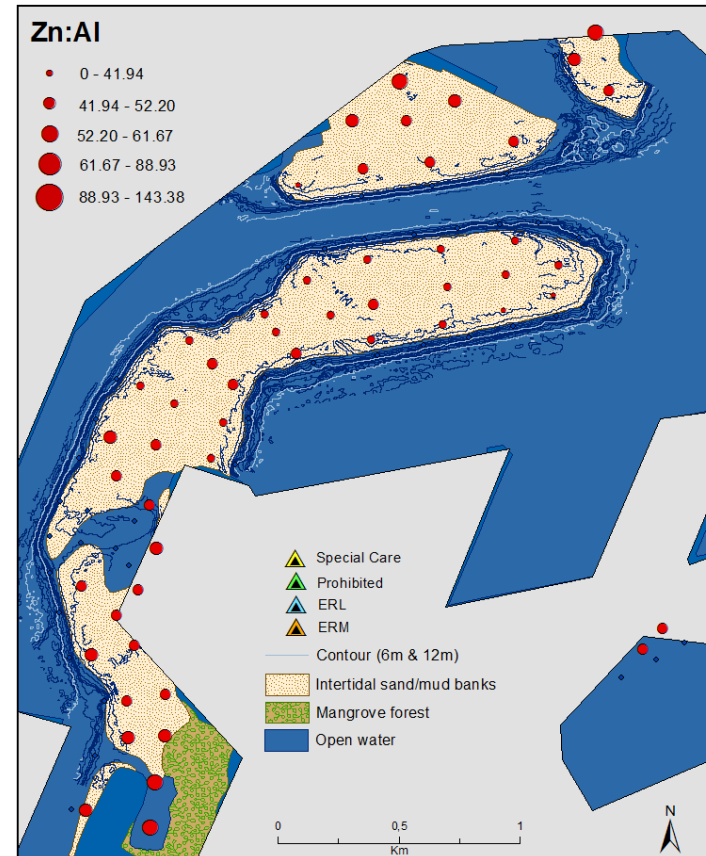 Zn:Al
0 - 41.94
41.94 - 52.20
52.20 - 61.67
61.67 - 88.93
88.93 - 143.38
Special Care
Prohibited
ERL
ERM
Contour (6m & 12m)
Intertidal sand/mud banks
Mangrove forest
Open water
N
0 0,5 1
Km